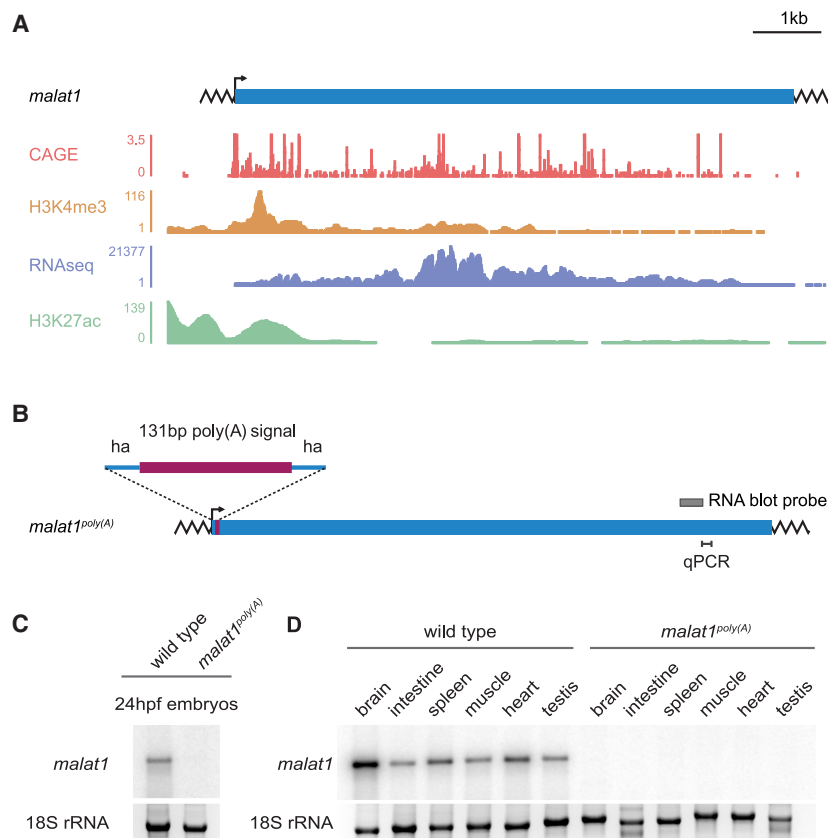 A
1kb
malat1
CAGE
3,5
0
H3K4me3
116
1
RNAseq
21377
1
H3K27ac
139
1
B
131bp poly(A) signal
ha
ha
malat1poly(A)
RNA blot probe
qPCR
C
wild type
malat1poly(A)
24hpf embryos
malat1
18S rRNA
D
wild type
malat1poly(A)
brain
intestine
spleen
muscle
heart
testis
brain
intestine
spleen
muscle
heart
testis
malat1
18S rRNA